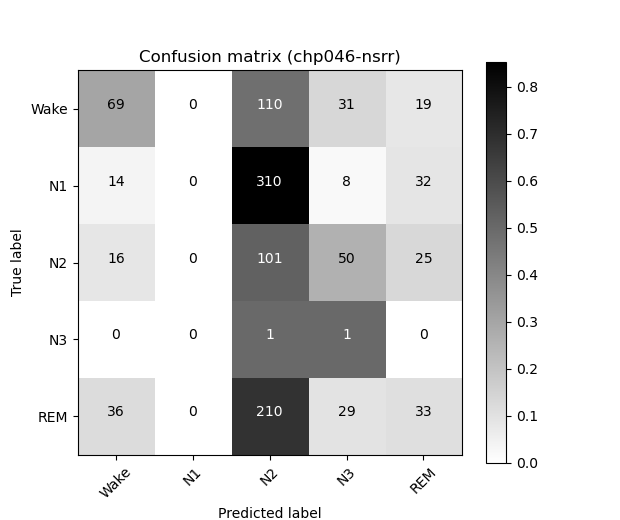 Confusion matrix (chp046-nsrr)
True label
Wake 69 0 110 31 19
N1 14 0 310 8 32
N2 16 0 101 50 25
N3 0 0 1 1 0
REM 36 0 210 29 33
Wake N1 N2 N3 REM
Predicted label
0.8
0.7
0.6
0.5
0.4
0.3
0.2
0.1
0.0